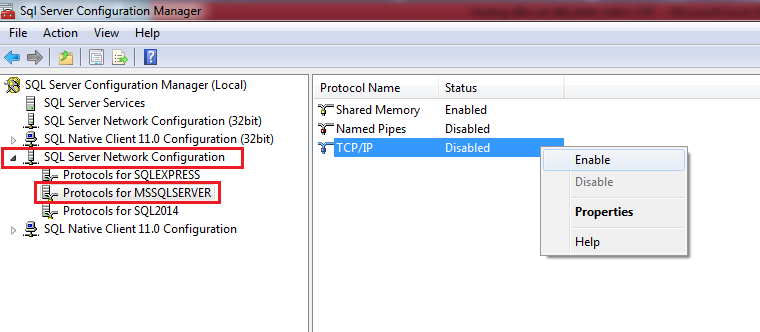 Sql Server Configuration Manager
File Action View Help
SQL Server Configuration Manager (Local)
SQL Server Services
SQL Server Network Configuration (32bit)
SQL Native Client 11.0 Configuration (32bit)
SQL Server Network Configuration
Protocols for SQLEXPRESS
Protocols for MSSQLSERVER
Protocols for SQL2014
SQL Native Client 11.0 Configuration
Protocol Name Status
Shared Memory Enabled
Named Pipes Disabled
TCP/IP Disabled
Enable
Disable
Properties
Help